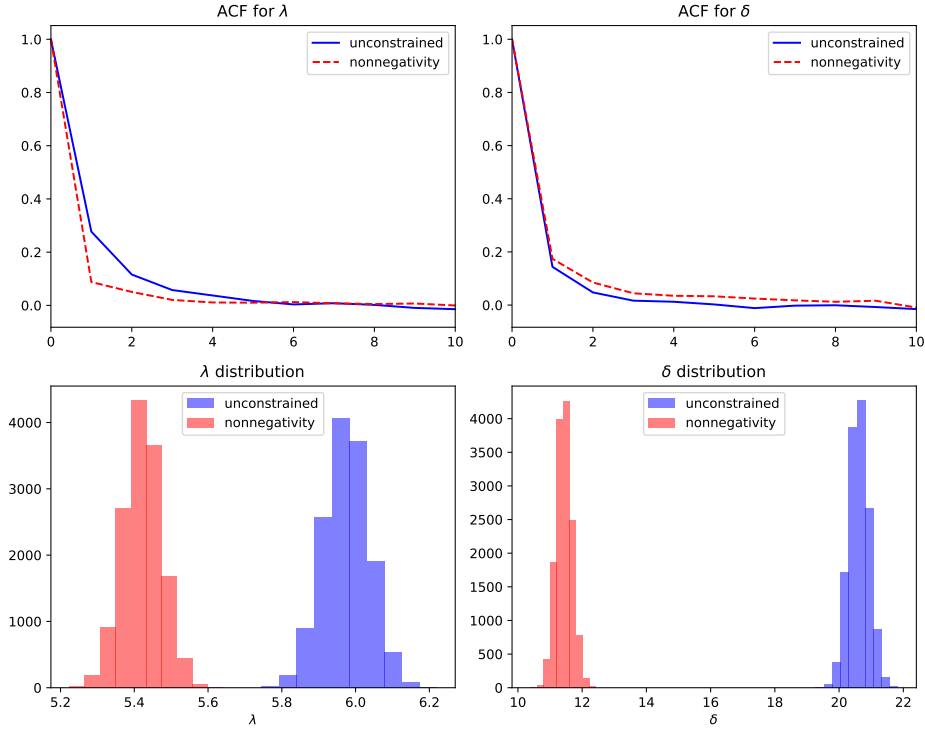 ACF for λ
unconstrained
nonnegativity
1.0
0.8
0.6
0.4
0.2
0.0
0 2 4 6 8 10
ACF for δ
unconstrained
nonnegativity
1.0
0.8
0.6
0.4
0.2
0.0
0 2 4 6 8 10
λ distribution
unconstrained
nonnegativity
4000
3000
2000
1000
0
5.2 5.4 5.6 5.8 6.0 6.2
λ
δ distribution
unconstrained
nonnegativity
4000
3500
3000
2500
2000
1500
1000
500
0
10 12 14 16 18 20 22
δ